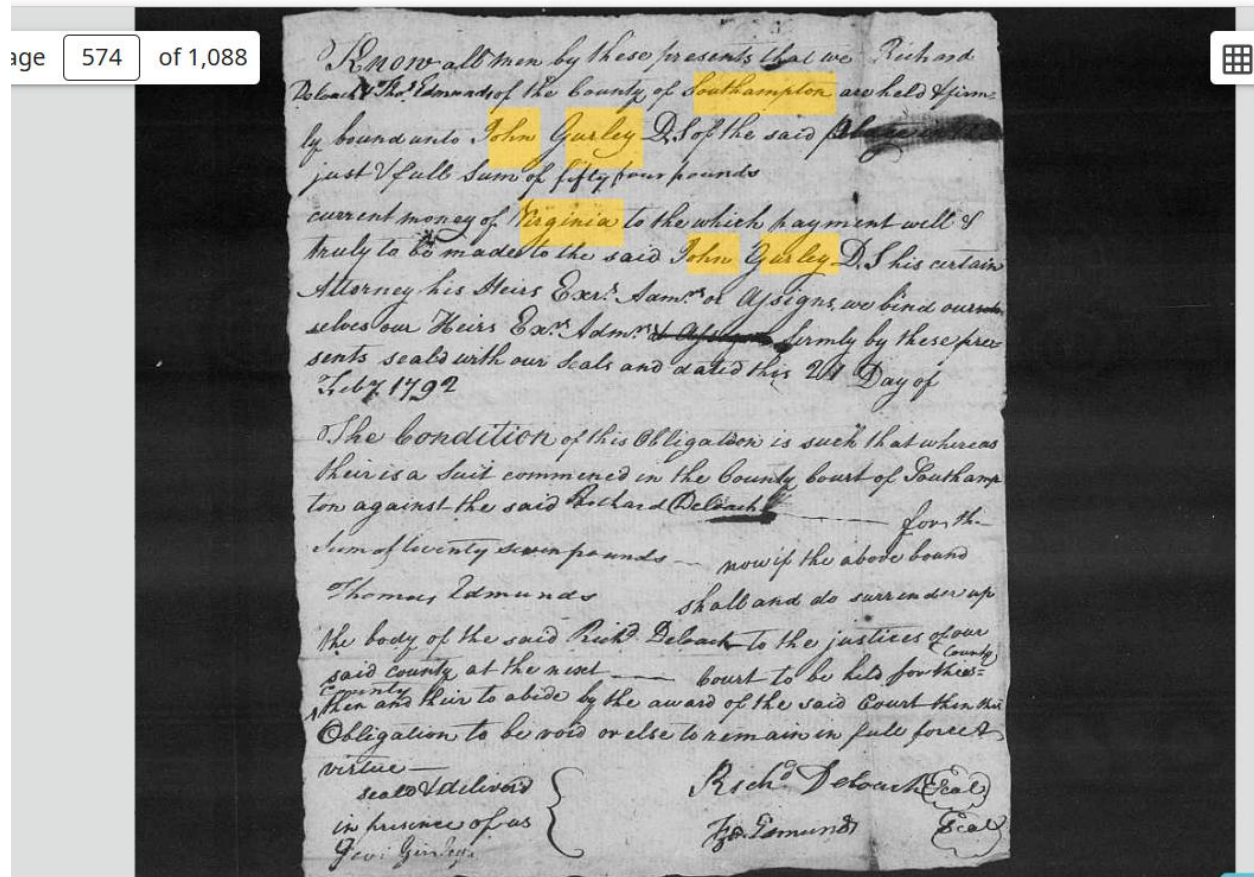 age 574 of 1,088
Know all men by these presents that we Richard
Deloach & Thos. Edmunds of the County of Southampton are held & firm=
ly bound unto John Gurley D.S of the said
just & full Sum of fifty four pounds
current money of Virginia to the which payment well &
truly to be made to the said John Gurley D.S his certain
Attorney his Heirs Exrs. Admrs or Assigns, we bind our
selves our Heirs Exrs Admrs firmly by these pre
sents seald with our Seals and dated this Day of
Feby. 1792
The Condition of this Obligation is such that whereas
their is a Suit commenced in the County Court of Southamp
ton against the said Richard Deloach for th
Sum of twenty seven pounds now if the above bound
Thomas Edmunds shall and do surrender up
the body of the said Richd. Deloach to the justices of our
said county at the next Court to be held for this= County
County
then and their to abide by the award of the said Court then this
Obligation to be void or else to remain in full force &
virtue
seald & deliverd
in presence of us
Richd Deloach Seal
Edmunds Seal